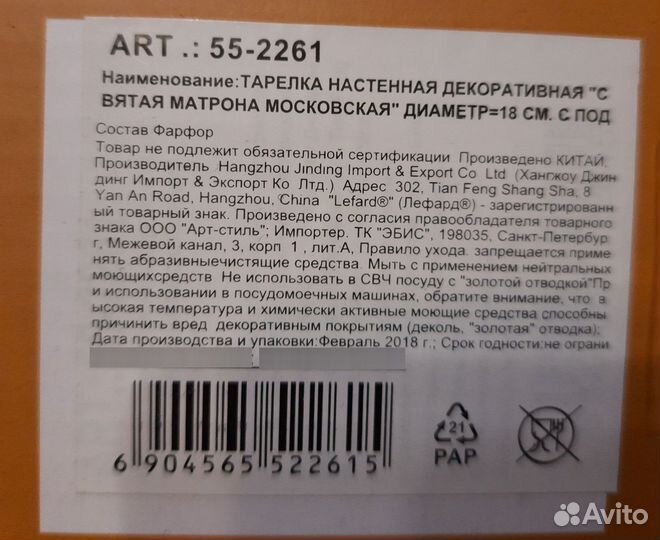 ART .: 55-2261
Наименование:ТАРЕЛКА НАСТЕННАЯ ДЕКОРАТИВНАЯ "С
ВЯТАЯ МАТРОНА МОСКОВСКАЯ" ДИАМЕТР=18 СМ. С ПОД
Состав Фарфор
Товар не подлежит обязательной сертификации Произведено КИТАЙ,
Производитель Hangzhou Jinding Import & Export Co Ltd (Ханчжоу Джин
динг Импорт & Экспорт Ко Лтд.) Адрес 302, Tian Feng Shang Sha, 8
Yan An Road, Hangzhou, China "Lefard®" (Лефард®) - зарегистрированн
ый товарный знак. Произведено с согласия правообладателя товарного
знака ООО "Арт-стиль"; Импортер. ТК "ЭБИС", 198035, Санкт-Петербур
г, Межевой канал, 3, корп 1 , лит.А, Правило ухода. запрещается приме
нять абразивныечистящие средства. Мыть с применением нейтральных
моющихсредств Не использовать в СВЧ посуду с "золотой отводкой"Пр
и использовании в посудомоечных машинах, обратите внимание, что в
ысокая температура и химически активные моющие средства способны
причинить вред декоративным покрытиям (деколь, "золотая" отводка);
Дата производства и упаковки:Февраль 2018 г.; Срок годности:не ограни
6 904565 522615
21
PAP
Avito